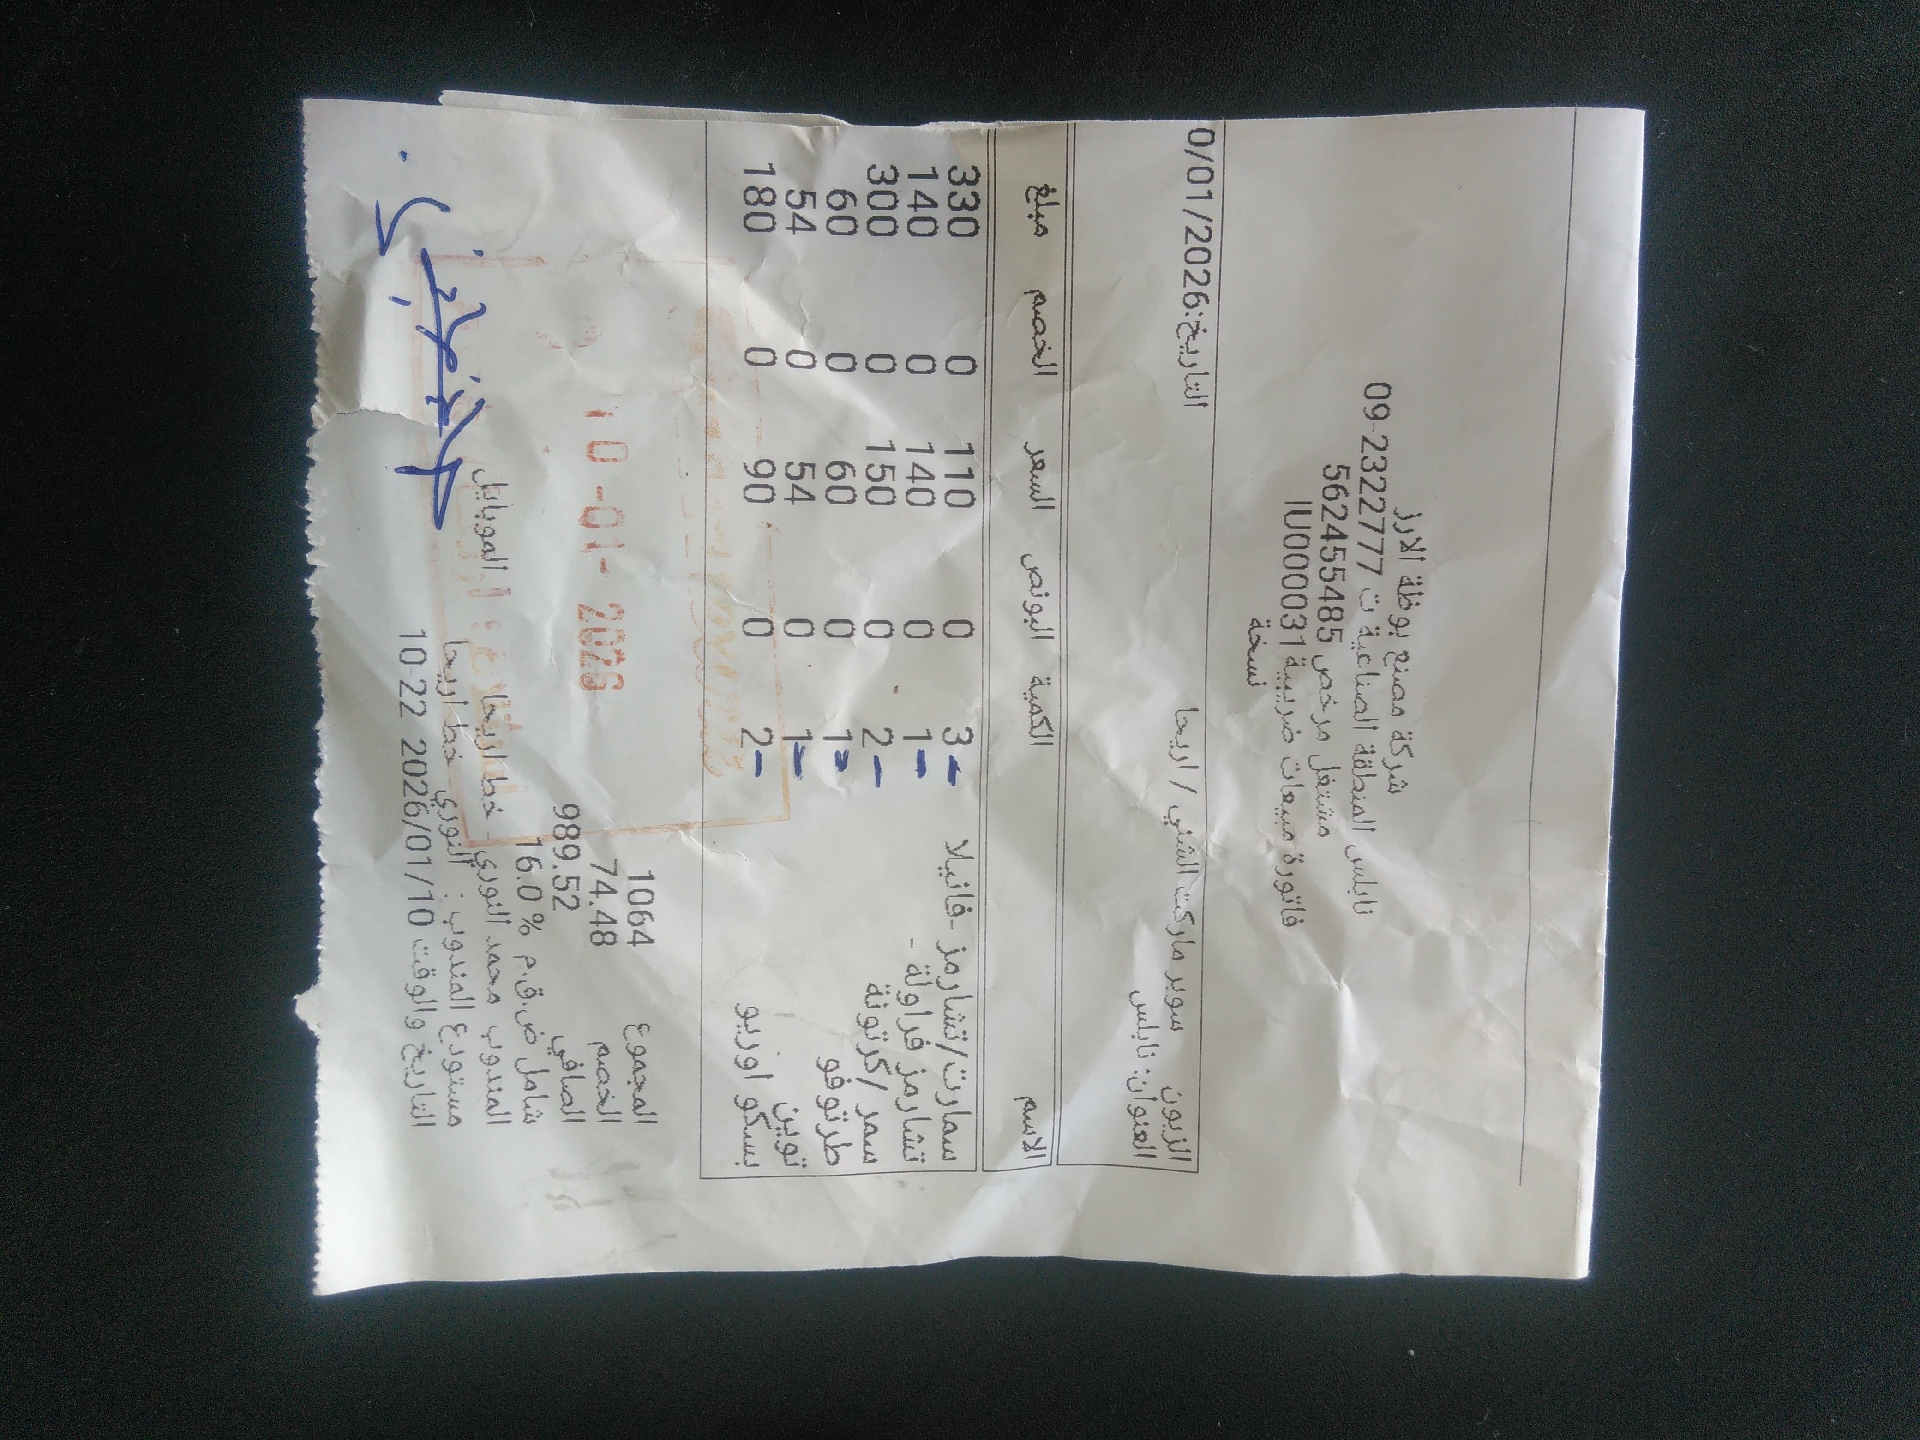 شركة مصنع بوظة الارز
نابلس المنطقة الصناعية ت 09-2322777
مشتغل مرخص 562455485
فاتورة مبيعات ضريبية IU0000031
نسخة
الزبون سوبر ماركت الشني / اريحا التاريخ:0/01/2026
العنوان: نابلس
الاسم الكمية البونص السعر الخصم مبلغ
سمارت/تشارمز -فانيلا 3 0 110 0 330
تشارمز فراولة - 1 0 140 0 140
سمر /كرتونة 2 0 150 0 300
طرتوفو 1 0 60 0 60
توين 1 0 54 0 54
بسكو اوريو 2 0 90 0 180
المجموع 1064
الخصم 74.48
الصافي 989.52
شامل ض.ق.م % 16.0
10-01-2026
المندوب محمد النوري - خط اريحا الموبايل
مستودع المندوب : النوري خط اريحا
التاريخ والوقت 2026/01/10 10-22